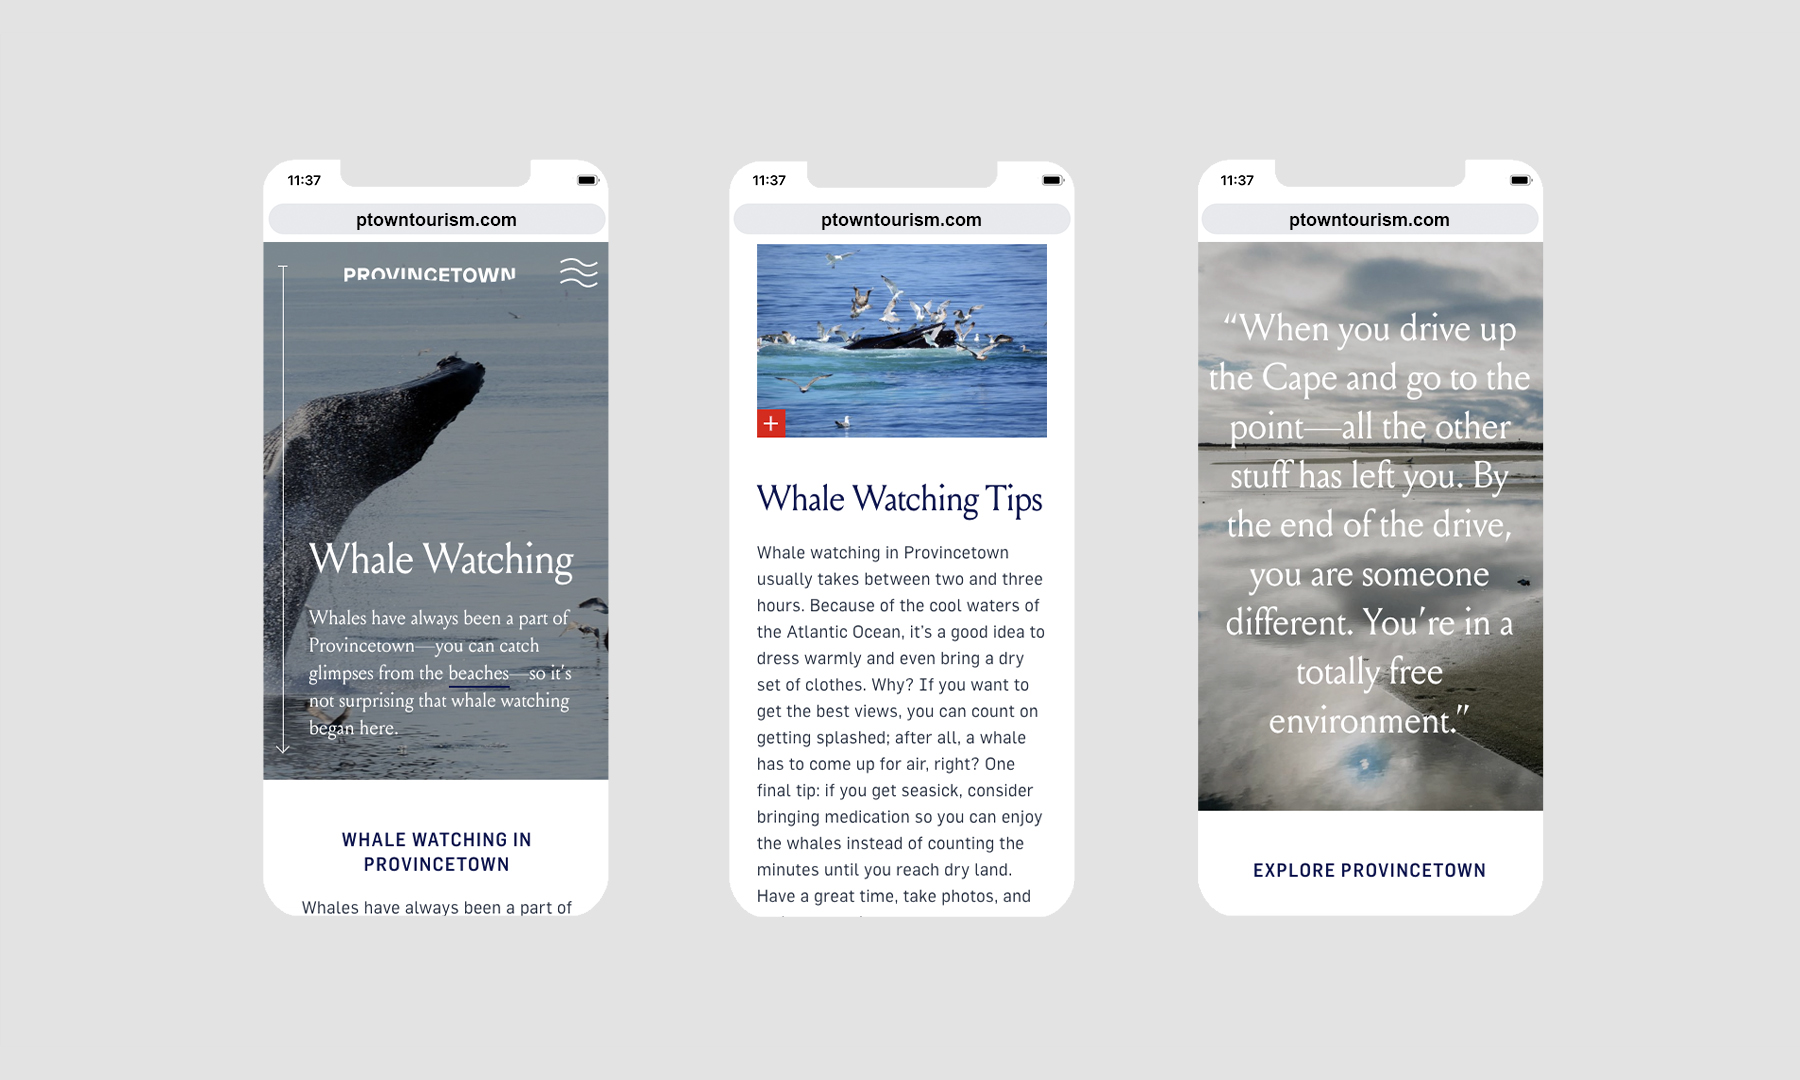 11:37
ptowntourism.com
PROVINCETOWN
Whale Watching
Whales have always been a part of
Provincetown—you can catch
glimpses from the beaches—so it's
not surprising that whale watching
began here.
WHALE WATCHING IN
PROVINCETOWN
Whales have always been a part of
11:37
ptowntourism.com
Whale Watching Tips
Whale watching in Provincetown
usually takes between two and three
hours. Because of the cool waters of
the Atlantic Ocean, it's a good idea to
dress warmly and even bring a dry
set of clothes. Why? If you want to
get the best views, you can count on
getting splashed; after all, a whale
has to come up for air, right? One
final tip: if you get seasick, consider
bringing medication so you can enjoy
the whales instead of counting the
minutes until you reach dry land.
Have a great time, take photos, and
11:37
ptowntourism.com
“When you drive up
the Cape and go to the
point—all the other
stuff has left you. By
the end of the drive,
you are someone
different. You're in a
totally free
environment.”
EXPLORE PROVINCETOWN